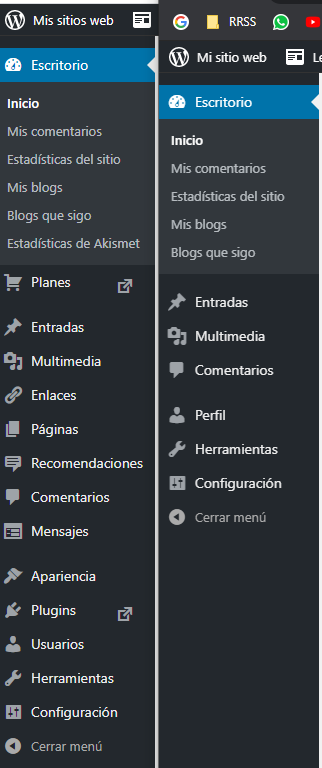 Mis sitios web
Escritorio
Inicio
Mis comentarios
Estadísticas del sitio
Mis blogs
Blogs que sigo
Estadísticas de Akismet
Planes
Entradas
Multimedia
Enlaces
Páginas
Recomendaciones
Comentarios
Mensajes
Apariencia
Plugins
Usuarios
Herramientas
Configuración
Cerrar menú
RRSS
Mi sitio web
Escritorio
Inicio
Mis comentarios
Estadísticas del sitio
Mis blogs
Blogs que sigo
Entradas
Multimedia
Comentarios
Perfil
Herramientas
Configuración
Cerrar menú